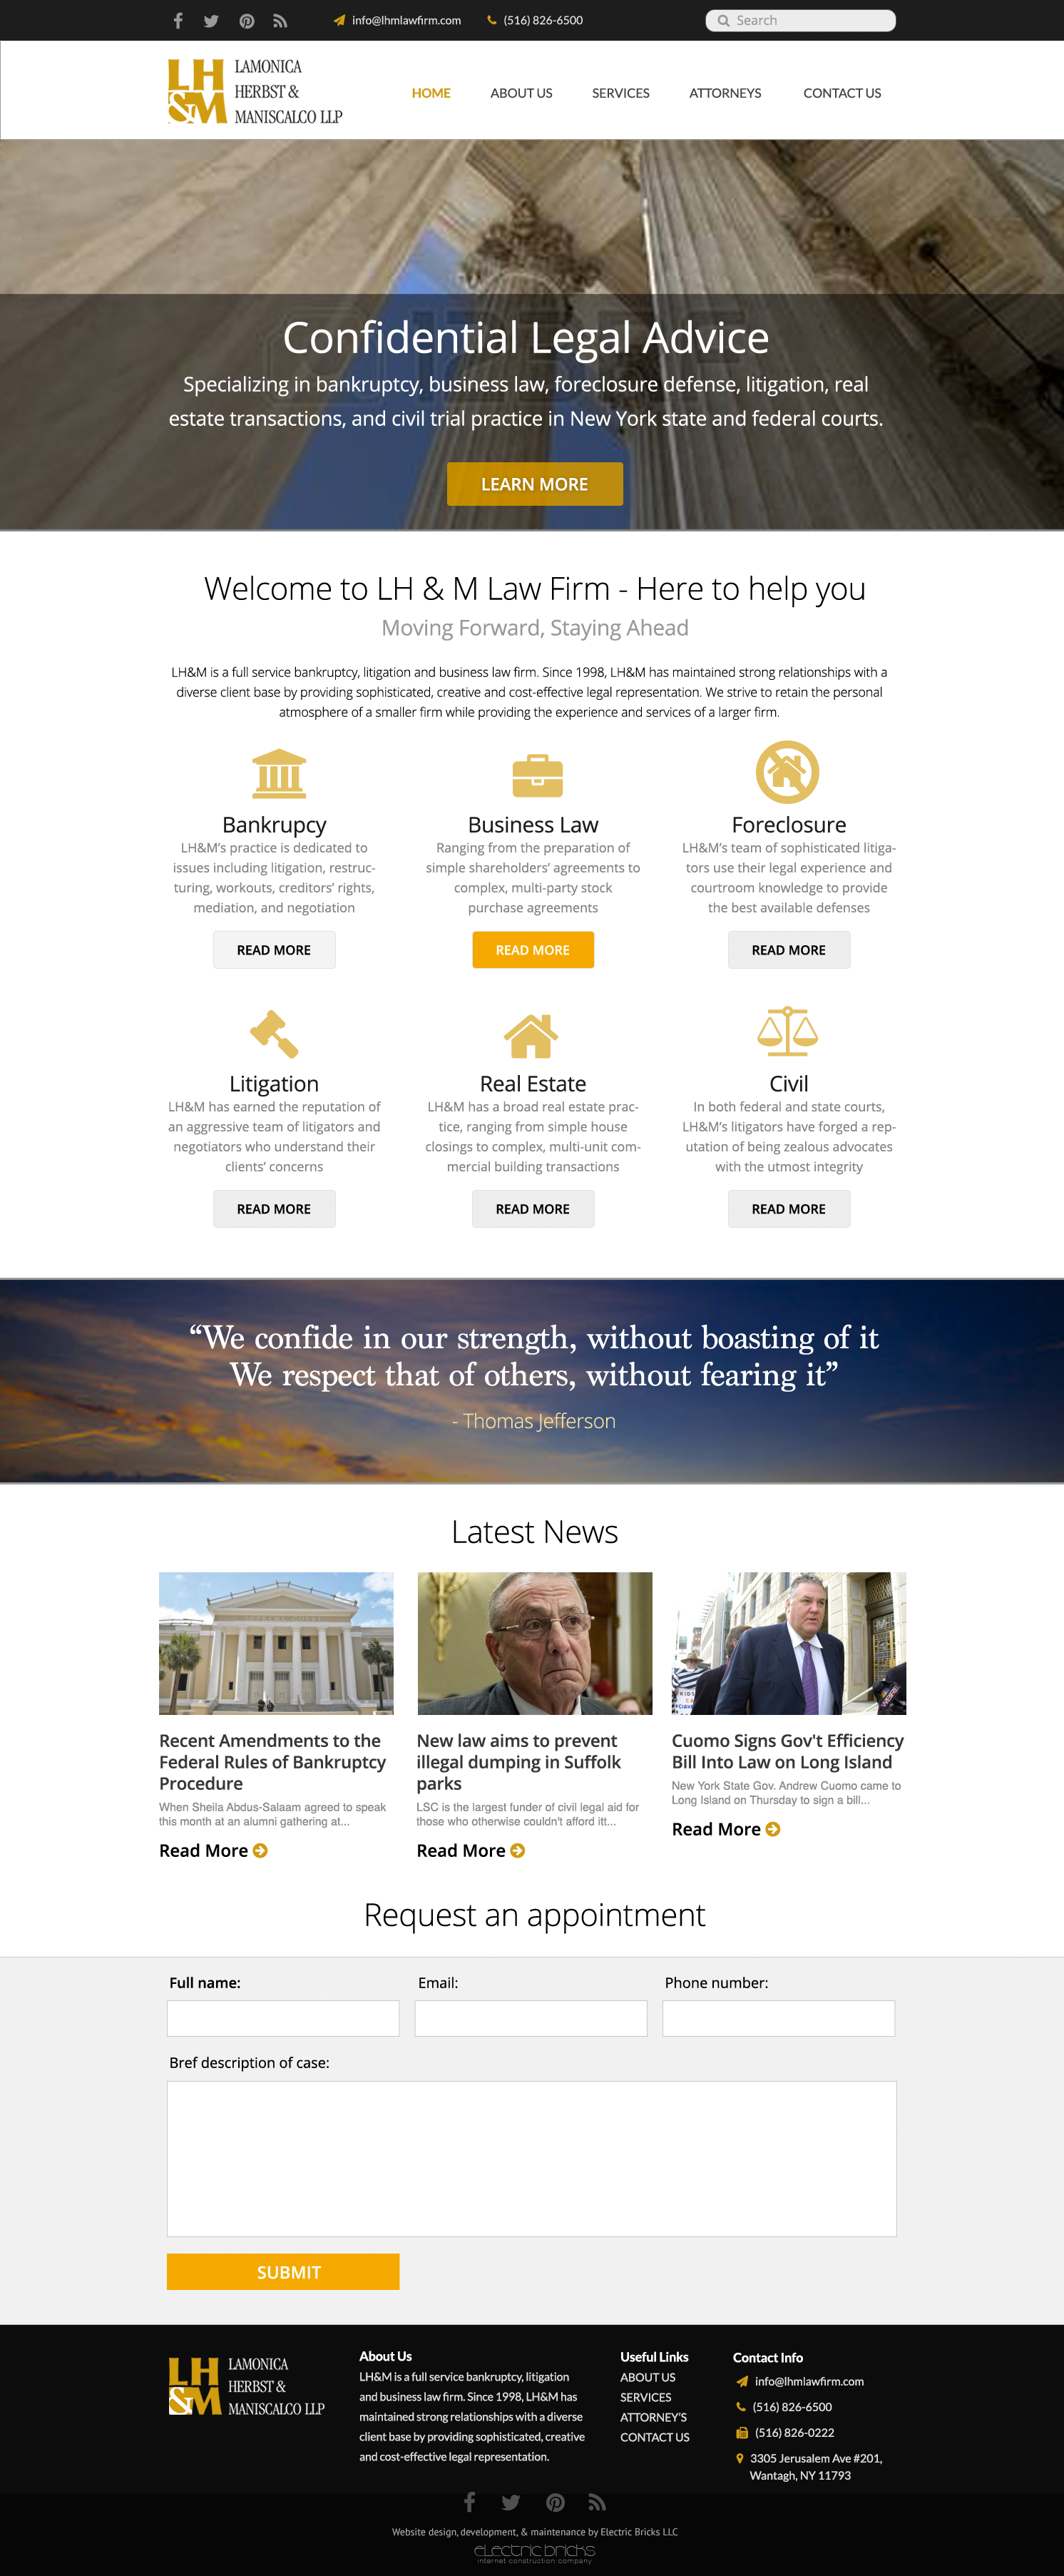 info@lhmlawfirm.com
(516) 826-6500
Search
LH
&M
LAMONICA
HERBST &
MANISCALCO LLP
HOME
ABOUT US
SERVICES
ATTORNEYS
CONTACT US
Confidential Legal Advice
Specializing in bankruptcy, business law, foreclosure defense, litigation, real
estate transactions, and civil trial practice in New York state and federal courts.
LEARN MORE
Welcome to LH & M Law Firm - Here to help you
Moving Forward, Staying Ahead
LH&M is a full service bankruptcy, litigation and business law firm. Since 1998, LH&M has maintained strong relationships with a
diverse client base by providing sophisticated, creative and cost-effective legal representation. We strive to retain the personal
atmosphere of a smaller firm while providing the experience and services of a larger firm.
Bankrupcy
LH&M's practice is dedicated to
issues including litigation, restruc-
turing, workouts, creditors' rights,
mediation, and negotiation
READ MORE
Business Law
Ranging from the preparation of
simple shareholders' agreements to
complex, multi-party stock
purchase agreements
READ MORE
Foreclosure
LH&M's team of sophisticated litiga-
tors use their legal experience and
courtroom knowledge to provide
the best available defenses
READ MORE
Litigation
LH&M has earned the reputation of
an aggressive team of litigators and
negotiators who understand their
clients' concerns
READ MORE
Real Estate
LH&M has a broad real estate prac-
tice, ranging from simple house
closings to complex, multi-unit com-
mercial building transactions
READ MORE
Civil
In both federal and state courts,
LH&M's litigators have forged a rep-
utation of being zealous advocates
with the utmost integrity
READ MORE
“We confide in our strength, without boasting of it
We respect that of others, without fearing it”
- Thomas Jefferson
Latest News
SUPREME COURT
Recent Amendments to the
Federal Rules of Bankruptcy
Procedure
When Sheila Abdus-Salaam agreed to speak
this month at an alumni gathering at...
Read More
New law aims to prevent
illegal dumping in Suffolk
parks
LSC is the largest funder of civil legal aid for
those who otherwise couldn't afford itt...
Read More
KIDS
Cuomo Signs Gov't Efficiency
Bill Into Law on Long Island
New York State Gov. Andrew Cuomo came to
Long Island on Thursday to sign a bill...
Read More
Request an appointment
Full name:
Email:
Phone number:
Bref description of case:
SUBMIT
LH
&M
LAMONICA
HERBST &
MANISCALCO LLP
About Us
LH&M is a full service bankruptcy, litigation
and business law firm. Since 1998, LH&M has
maintained strong relationships with a diverse
client base by providing sophisticated, creative
and cost-effective legal representation.
Useful Links
ABOUT US
SERVICES
ATTORNEY'S
CONTACT US
Contact Info
info@lhmlawfirm.com
(516) 826-6500
(516) 826-0222
3305 Jerusalem Ave #201,
Wantagh, NY 11793
Website design, development, & maintenance by Electric Bricks LLC
electric bricks
internet construction company